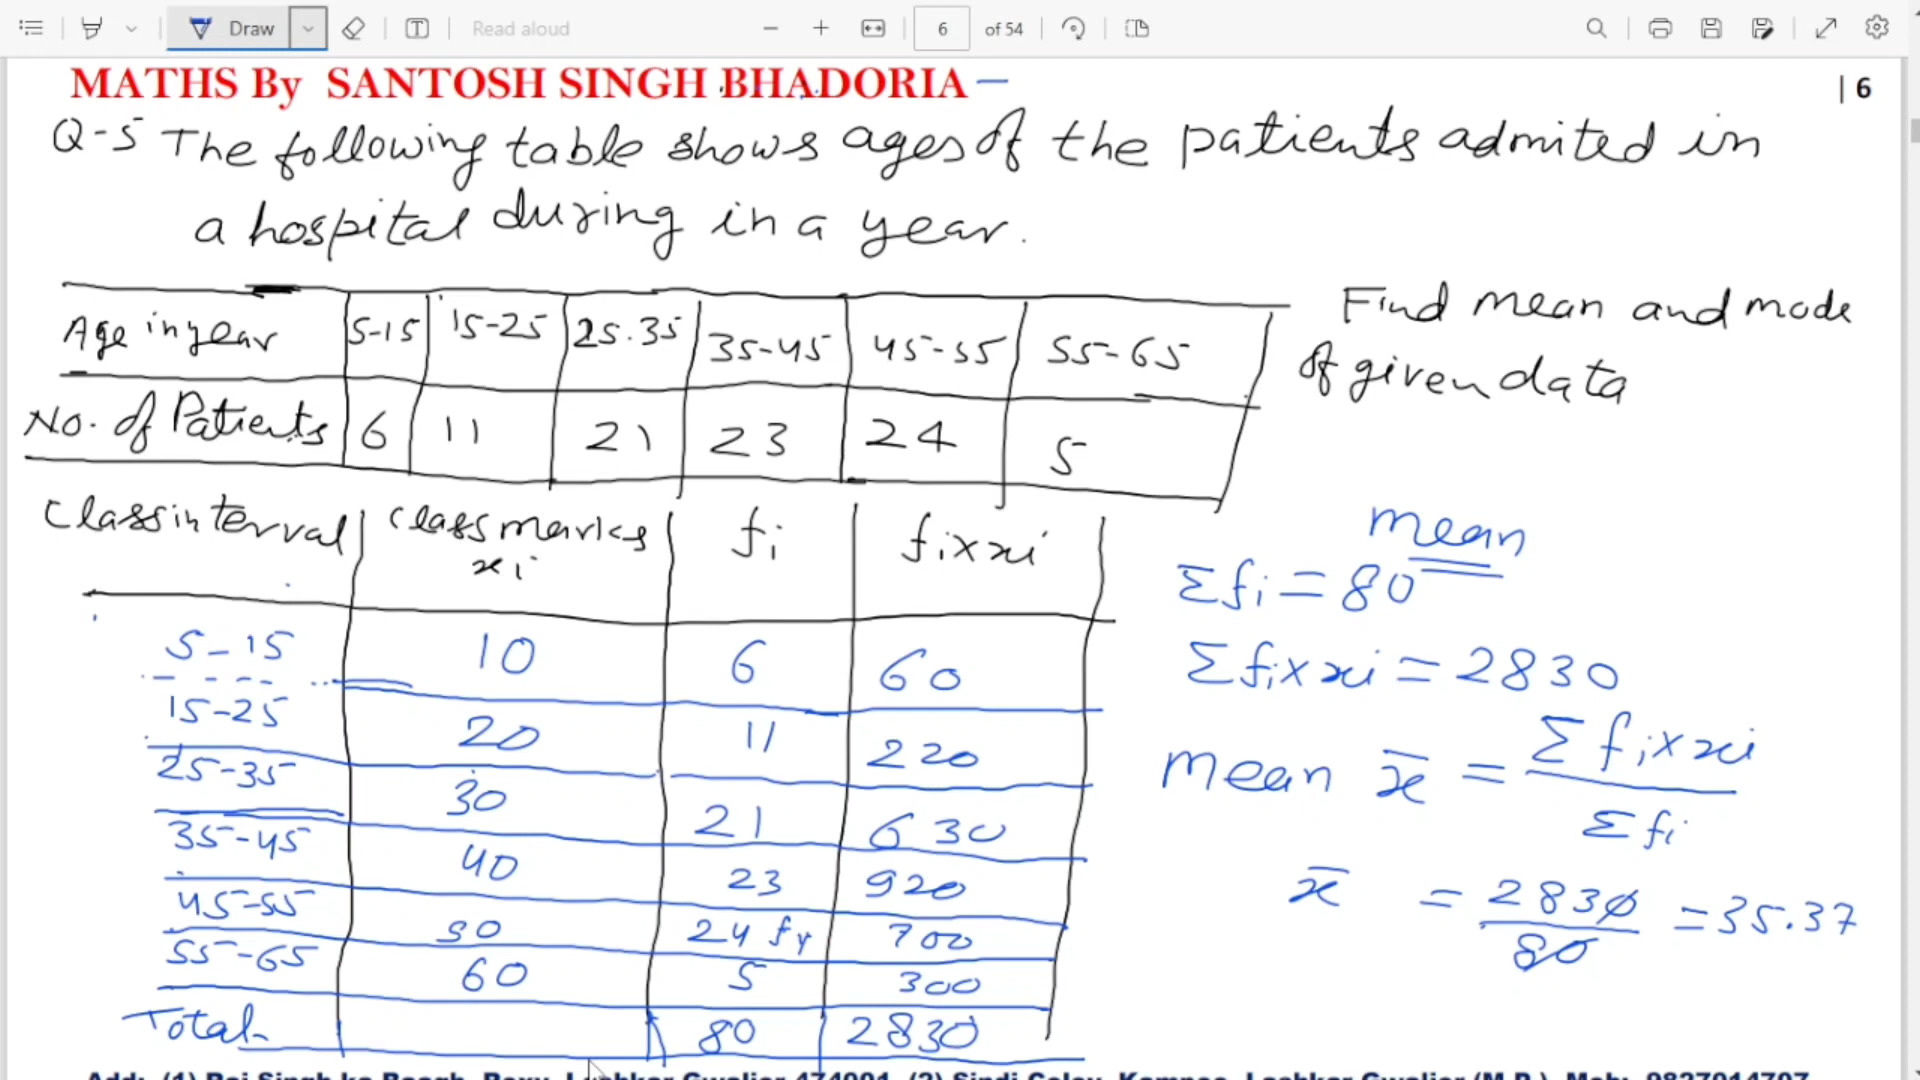 Draw Read aloud 6 of 54
MATHS By SANTOSH SINGH BHADORIA – | 6
Q-5 The following table shows ages of the patients admited in
a hospital during in a year.
Age in year 5-15 15-25 25.35 35-45 45-55 55-65
No. of Patients 6 11 21 23 24 5
Find mean and mode
of given data
Class interval class marks xi fi fi×xi
5-15 10 6 60
15-25 20 11 220
25-35 30 21 630
35-45 40 23 920
45-55 50 24 700
55-65 60 5 300
Total 80 2830
mean
Σfi = 80
Σfi×xi = 2830
mean x̄ = Σfi×xi / Σfi
x̄ = 2830/80 = 35.37